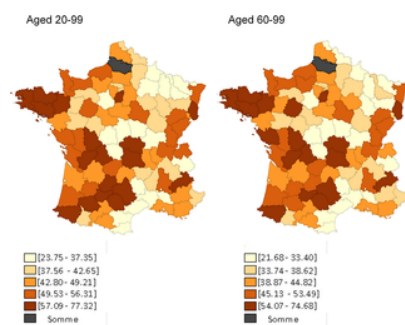 Aged 20-99
Aged 60-99
[23.75 - 37.35]
[37.56 - 42.65]
[42.80 - 49.21]
[49.53 - 56.31]
[57.09 - 77.32]
Somme
[21.68 - 33.40]
[33.74 - 38.62]
[38.87 - 44.82]
[45.13 - 53.49]
[54.07 - 74.68]
Somme